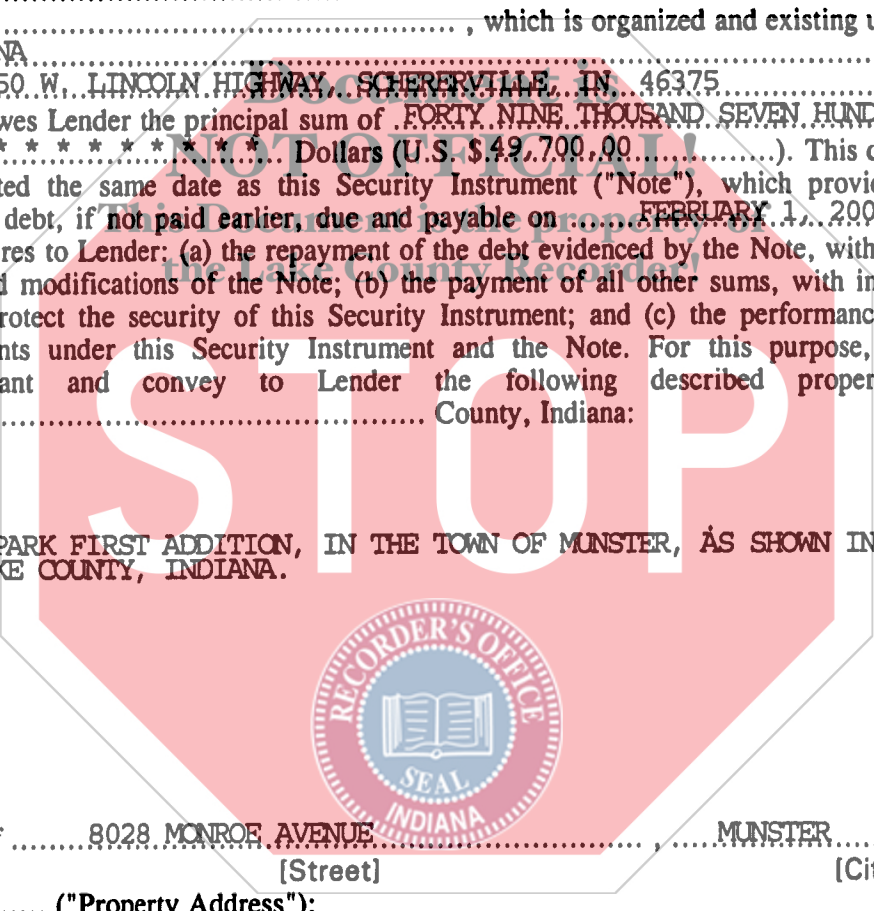 ........................................ , which is organized and existing u
NA
50 W. LINCOLN HIGHWAY, SCHERERVILLE, IN, 46375
wes Lender the principal sum of FORTY NINE THOUSAND SEVEN HUND
* * * * * * * * * * Dollars (U.S. $ 49,700.00 ). This d
ted the same date as this Security Instrument ("Note"), which provid
debt, if not paid earlier, due and payable on FEBRUARY 1, 200
res to Lender: (a) the repayment of the debt evidenced by the Note, with
d modifications of the Note; (b) the payment of all other sums, with in
rotect the security of this Security Instrument; and (c) the performanc
nts under this Security Instrument and the Note. For this purpose,
ant and convey to Lender the following described proper
........................................ County, Indiana:
Document is
NOT OFFICIAL!
This Document is the property of
the Lake County Recorder!
STOP
PARK FIRST ADDITION, IN THE TOWN OF MUNSTER, AS SHOWN IN
KE COUNTY, INDIANA.
RECORDER'S OFFICE
SEAL
INDIANA
8028 MONROE AVENUE , MUNSTER
[Street] [Cit
("Property Address"):